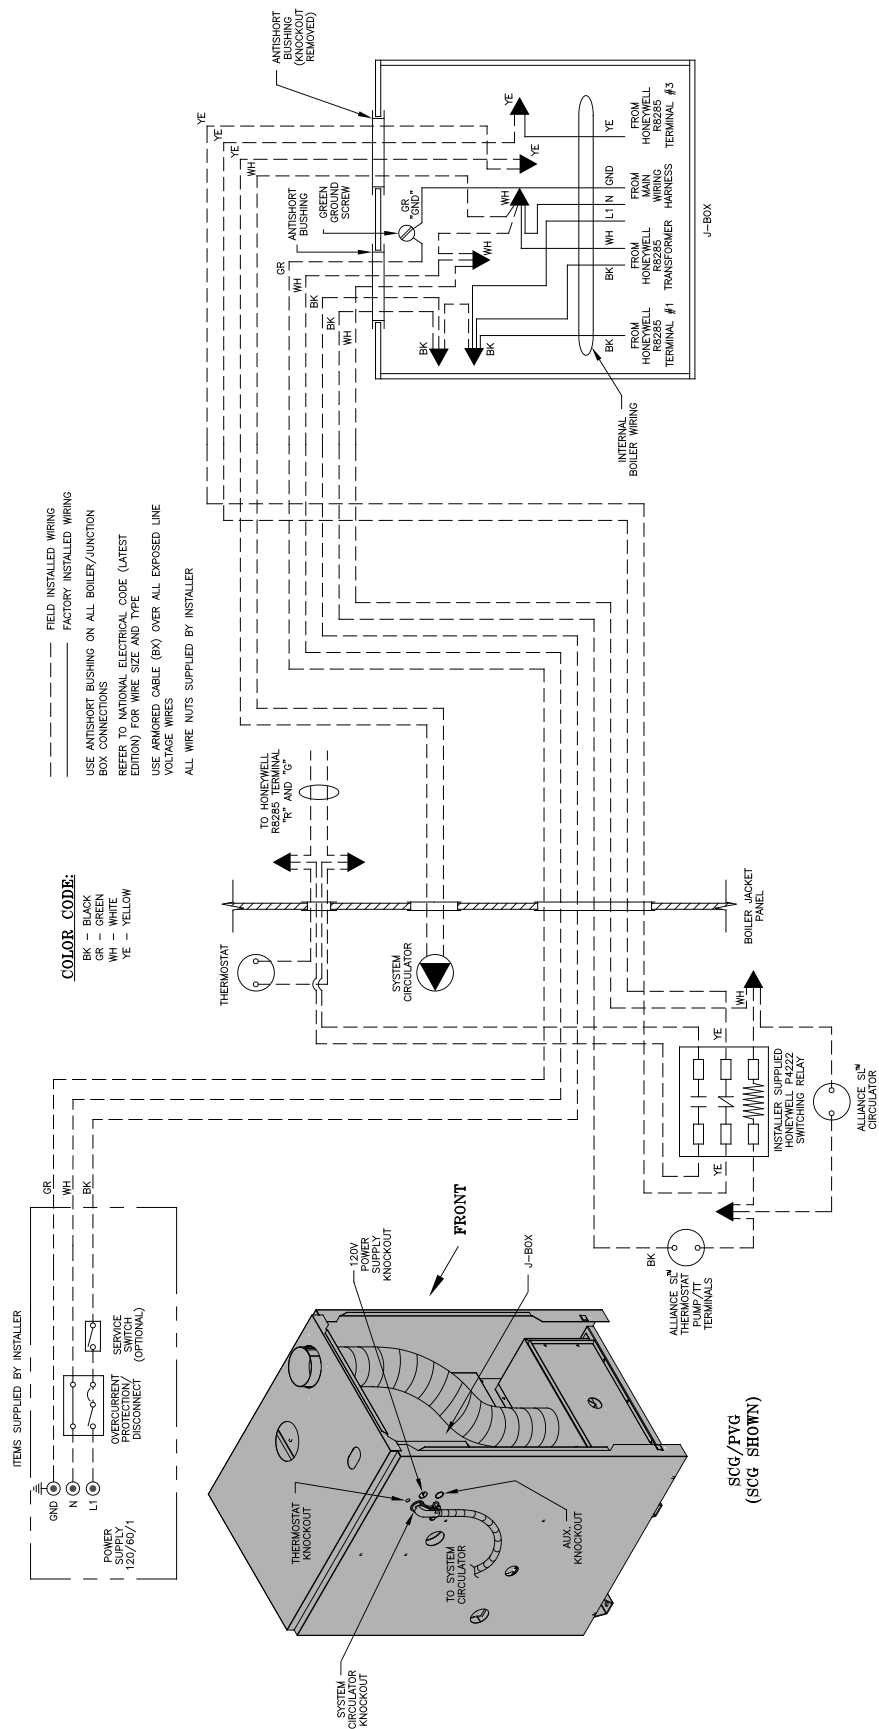 ITEMS SUPPLIED BY INSTALLER
GND
N
L1
POWER
SUPPLY
120/60/1
OVERCURRENT
PROTECTION/
DISCONNECT
SERVICE
SWITCH
(OPTIONAL)
GR
WH
BK
COLOR CODE:
BK - BLACK
GR - GREEN
WH - WHITE
YE - YELLOW
FIELD INSTALLED WIRING
FACTORY INSTALLED WIRING
USE ANTISHORT BUSHING ON ALL BOILER/JUNCTION
BOX CONNECTIONS
REFER TO NATIONAL ELECTRICAL CODE (LATEST
EDITION) FOR WIRE SIZE AND TYPE
USE ARMORED CABLE (BX) OVER ALL EXPOSED LINE
VOLTAGE WIRES
ALL WIRE NUTS SUPPLIED BY INSTALLER
THERMOSTAT
TO HONEYWELL
R8285 TERMINAL
"R" AND "G"
SYSTEM
CIRCULATOR
BOILER JACKET
PANEL
YE
YE
YE
WH
GR
WH
BK
BK
WH
ANTISHORT
BUSHING
(KNOCKOUT
REMOVED)
ANTISHORT
BUSHING
GREEN
GROUND
SCREW
GR
"GND"
YE
YE
WH
WH
BK
BK
BK
BK
WH
L1
N
GND
YE
FROM
HONEYWELL
R8285
TERMINAL #1
FROM
HONEYWELL
R8285
TRANSFORMER
FROM
MAIN
WIRING
HARNESS
FROM
HONEYWELL
R8285
TERMINAL #3
J-BOX
INTERNAL
BOILER WIRING
THERMOSTAT
KNOCKOUT
SYSTEM
CIRCULATOR
KNOCKOUT
TO SYSTEM
CIRCULATOR
AUX.
KNOCKOUT
120V
POWER
SUPPLY
KNOCKOUT
FRONT
J-BOX
SCG/PVG
(SCG SHOWN)
BK
ALLIANCE SL™
THERMOSTAT
PUMP/TT
TERMINALS
YE
YE
WH
INSTALLER SUPPLIED
HONEYWELL P4222
SWITCHING RELAY
ALLIANCE SL™
CIRCULATOR